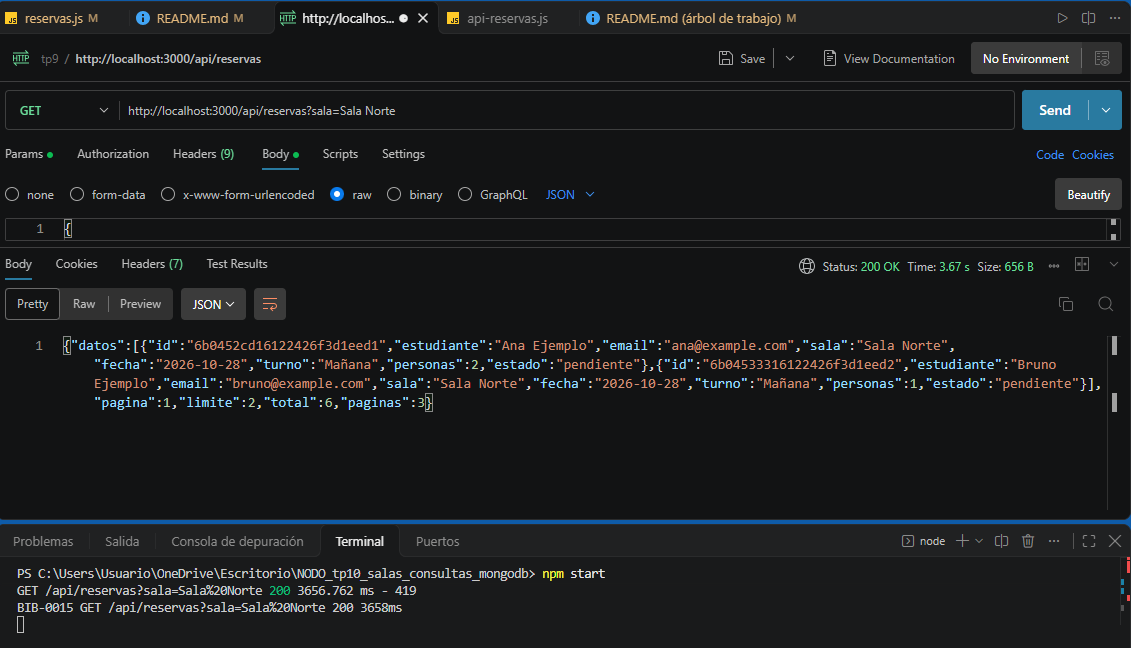 reservas.js M README.md M http://localhos... api-reservas.js README.md (árbol de trabajo) M
tp9 / http://localhost:3000/api/reservas Save View Documentation No Environment
GET http://localhost:3000/api/reservas?sala=Sala Norte Send
Params Authorization Headers (9) Body Scripts Settings Code Cookies
none form-data x-www-form-urlencoded raw binary GraphQL JSON Beautify
1 {
Body Cookies Headers (7) Test Results Status: 200 OK Time: 3.67 s Size: 656 B
Pretty Raw Preview JSON
1 {"datos":[{"id":"6b0452cd16122426f3d1eed1","estudiante":"Ana Ejemplo","email":"ana@example.com","sala":"Sala Norte",
"fecha":"2026-10-28","turno":"Mañana","personas":2,"estado":"pendiente"},{"id":"6b04533316122426f3d1eed2","estudiante":"Bruno
Ejemplo","email":"bruno@example.com","sala":"Sala Norte","fecha":"2026-10-28","turno":"Mañana","personas":1,"estado":"pendiente"}],
"pagina":1,"limite":2,"total":6,"paginas":3}
Problemas Salida Consola de depuración Terminal Puertos node
PS C:\Users\Usuario\OneDrive\Escritorio\NODO_tp10_salas_consultas_mongodb> npm start
GET /api/reservas?sala=Sala%20Norte 200 3656.762 ms - 419
BIB-0015 GET /api/reservas?sala=Sala%20Norte 200 3658ms